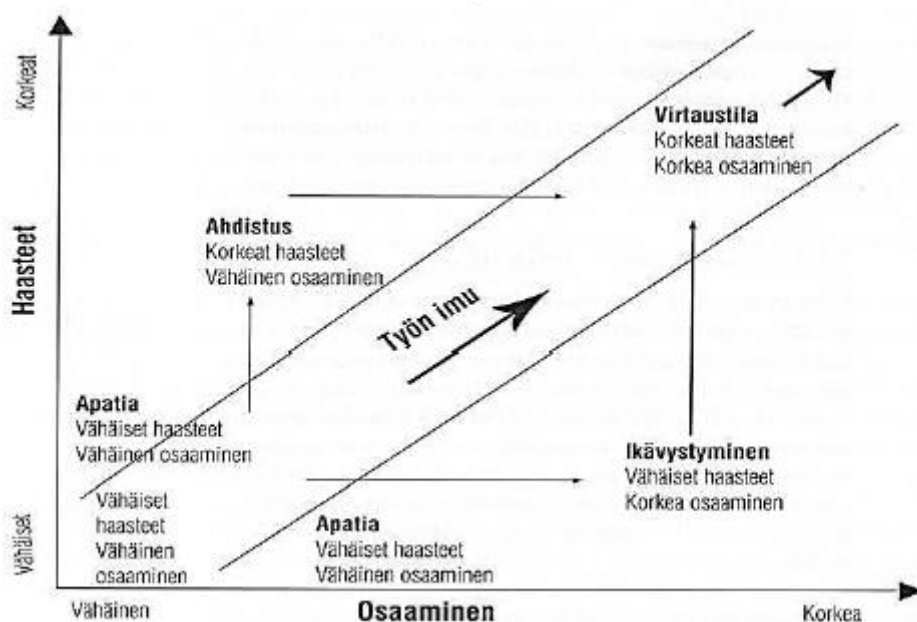 Korkeat
Haasteet
Vähäiset
Virtaustila
Korkeat haasteet
Korkea osaaminen
Ahdistus
Korkeat haasteet
Vähäinen osaaminen
Työn imu
Apatia
Vähäiset haasteet
Vähäinen osaaminen
Ikävystyminen
Vähäiset haasteet
Korkea osaaminen
Vähäiset
haasteet
Vähäinen
osaaminen
Apatia
Vähäiset haasteet
Vähäinen osaaminen
Vähäinen
Osaaminen
Korkea